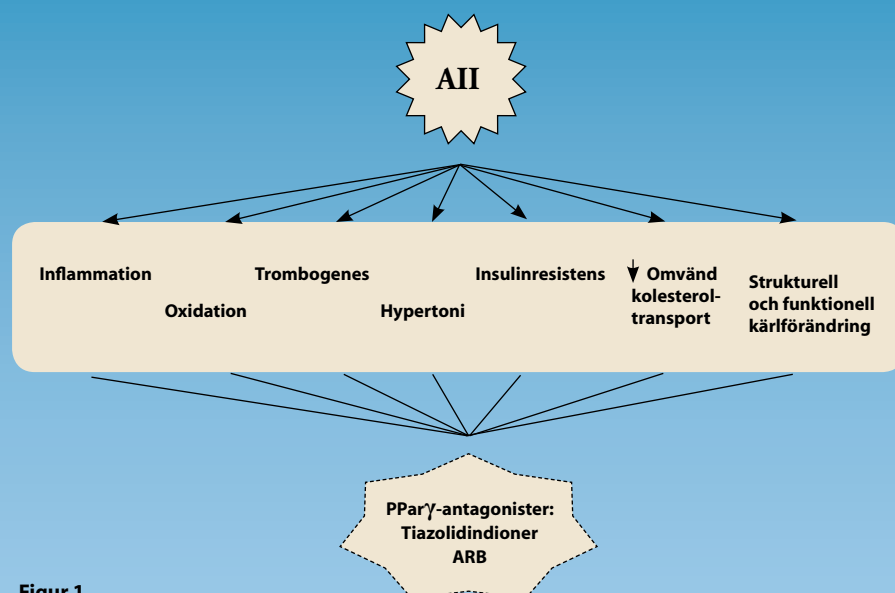 AII
Inflammation
Oxidation
Trombogenes
Hypertoni
Insulinresistens
Omvänd
kolesterol-
transport
Strukturell
och funktionell
kärlförändring
PParγ-antagonister:
Tiazolidindioner
ARB
Figur 1